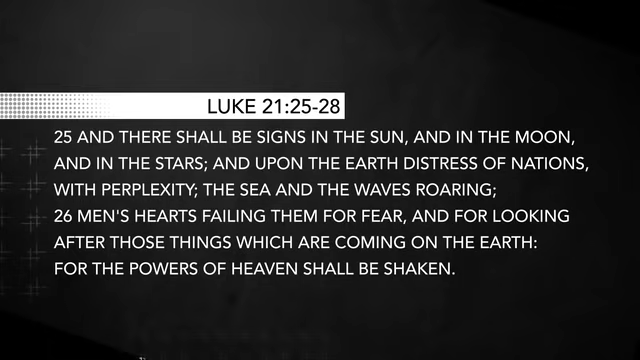 LUKE 21:25-28
25 AND THERE SHALL BE SIGNS IN THE SUN, AND IN THE MOON,
AND IN THE STARS; AND UPON THE EARTH DISTRESS OF NATIONS,
WITH PERPLEXITY; THE SEA AND THE WAVES ROARING;
26 MEN'S HEARTS FAILING THEM FOR FEAR, AND FOR LOOKING
AFTER THOSE THINGS WHICH ARE COMING ON THE EARTH:
FOR THE POWERS OF HEAVEN SHALL BE SHAKEN.